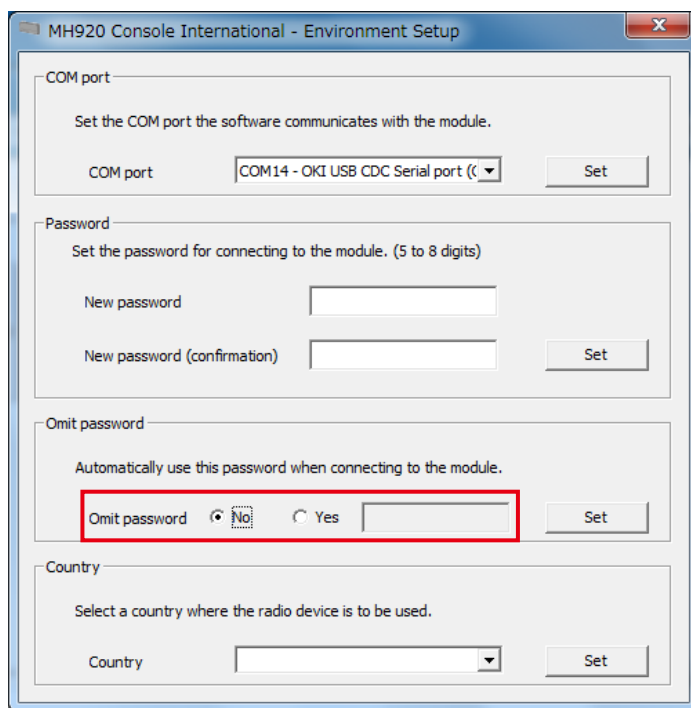 MH920 Console International - Environment Setup
COM port
Set the COM port the software communicates with the module.
COM port COM14 - OKI USB CDC Serial port (C Set
Password
Set the password for connecting to the module. (5 to 8 digits)
New password
New password (confirmation) Set
Omit password
Automatically use this password when connecting to the module.
Omit password No Yes Set
Country
Select a country where the radio device is to be used.
Country Set